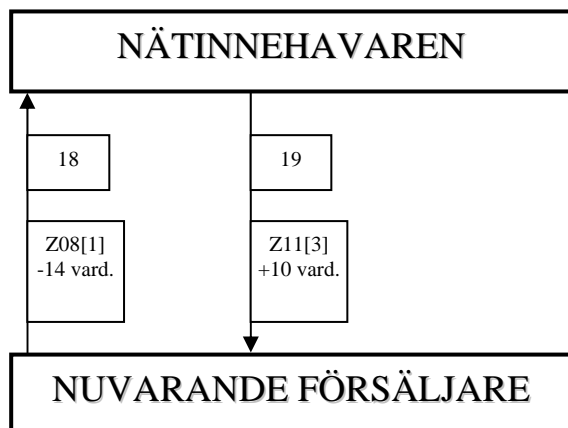 NÄTINNEHAVAREN
18
19
Z08[1]
-14 vard.
Z11[3]
+10 vard.
NUVARANDE FÖRSÄLJARE